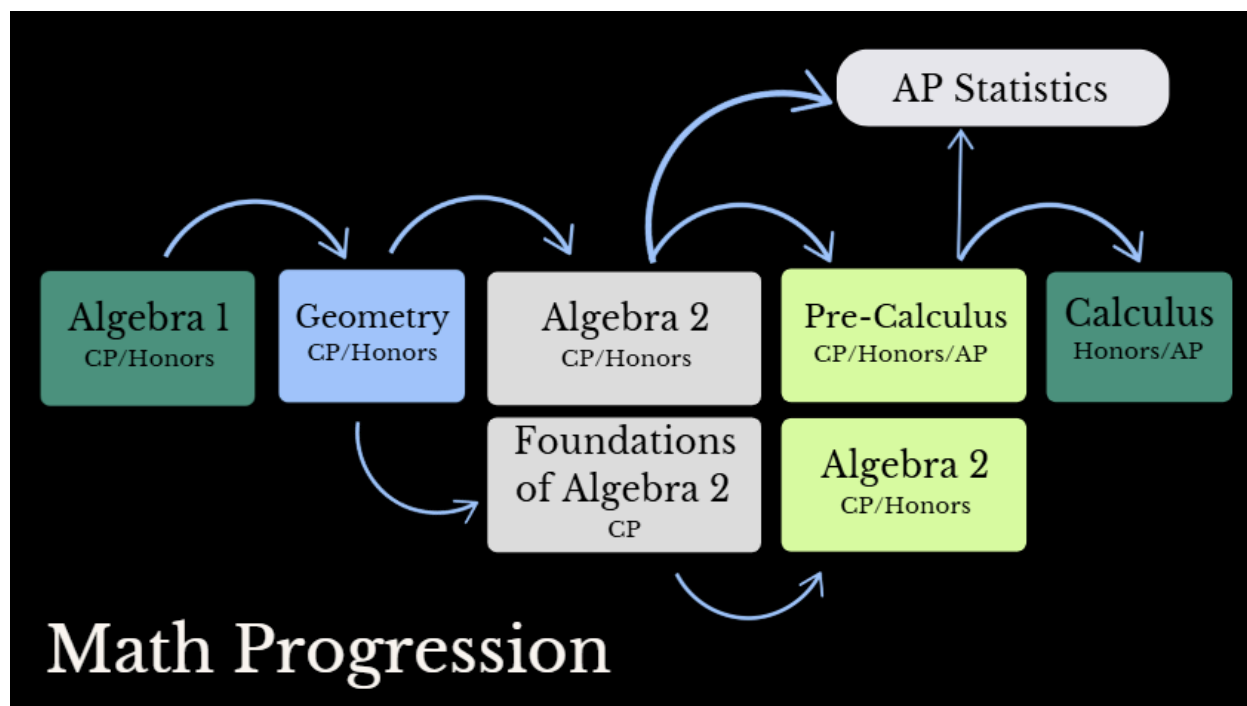 AP Statistics
Algebra 1
CP/Honors
Geometry
CP/Honors
Algebra 2
CP/Honors
Pre-Calculus
CP/Honors/AP
Calculus
Honors/AP
Foundations
of Algebra 2
CP
Algebra 2
CP/Honors
Math Progression